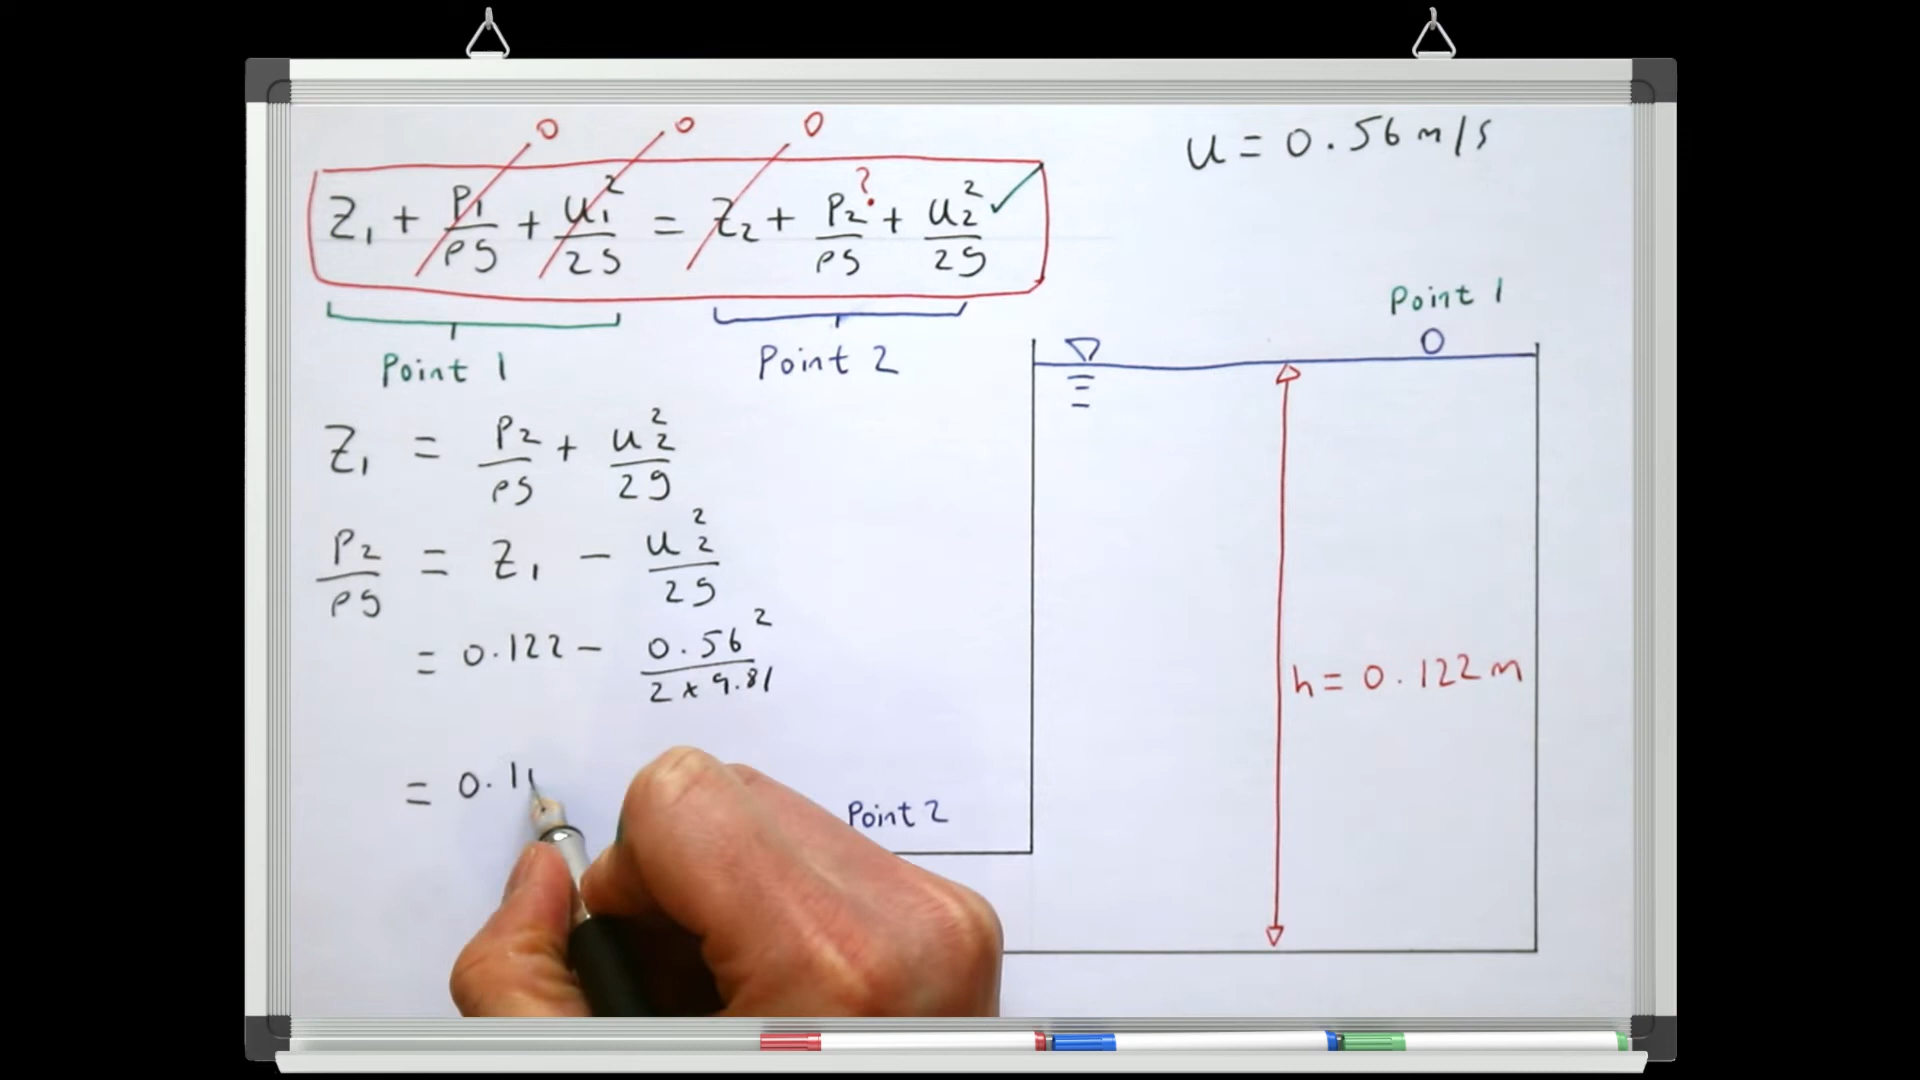 0 0 0
u = 0.56 m/s
Z₁ + P₁/ρg + u₁²/2g = Z₂ + P₂/ρg ? + u₂²/2g ✓
Point 1
Point 2
Point 1
Z₁ = P₂/ρg + u₂²/2g
P₂/ρg = Z₁ - u₂²/2g
= 0.122 - 0.56²/2 × 9.81
h = 0.122 m
= 0.11
Point 2